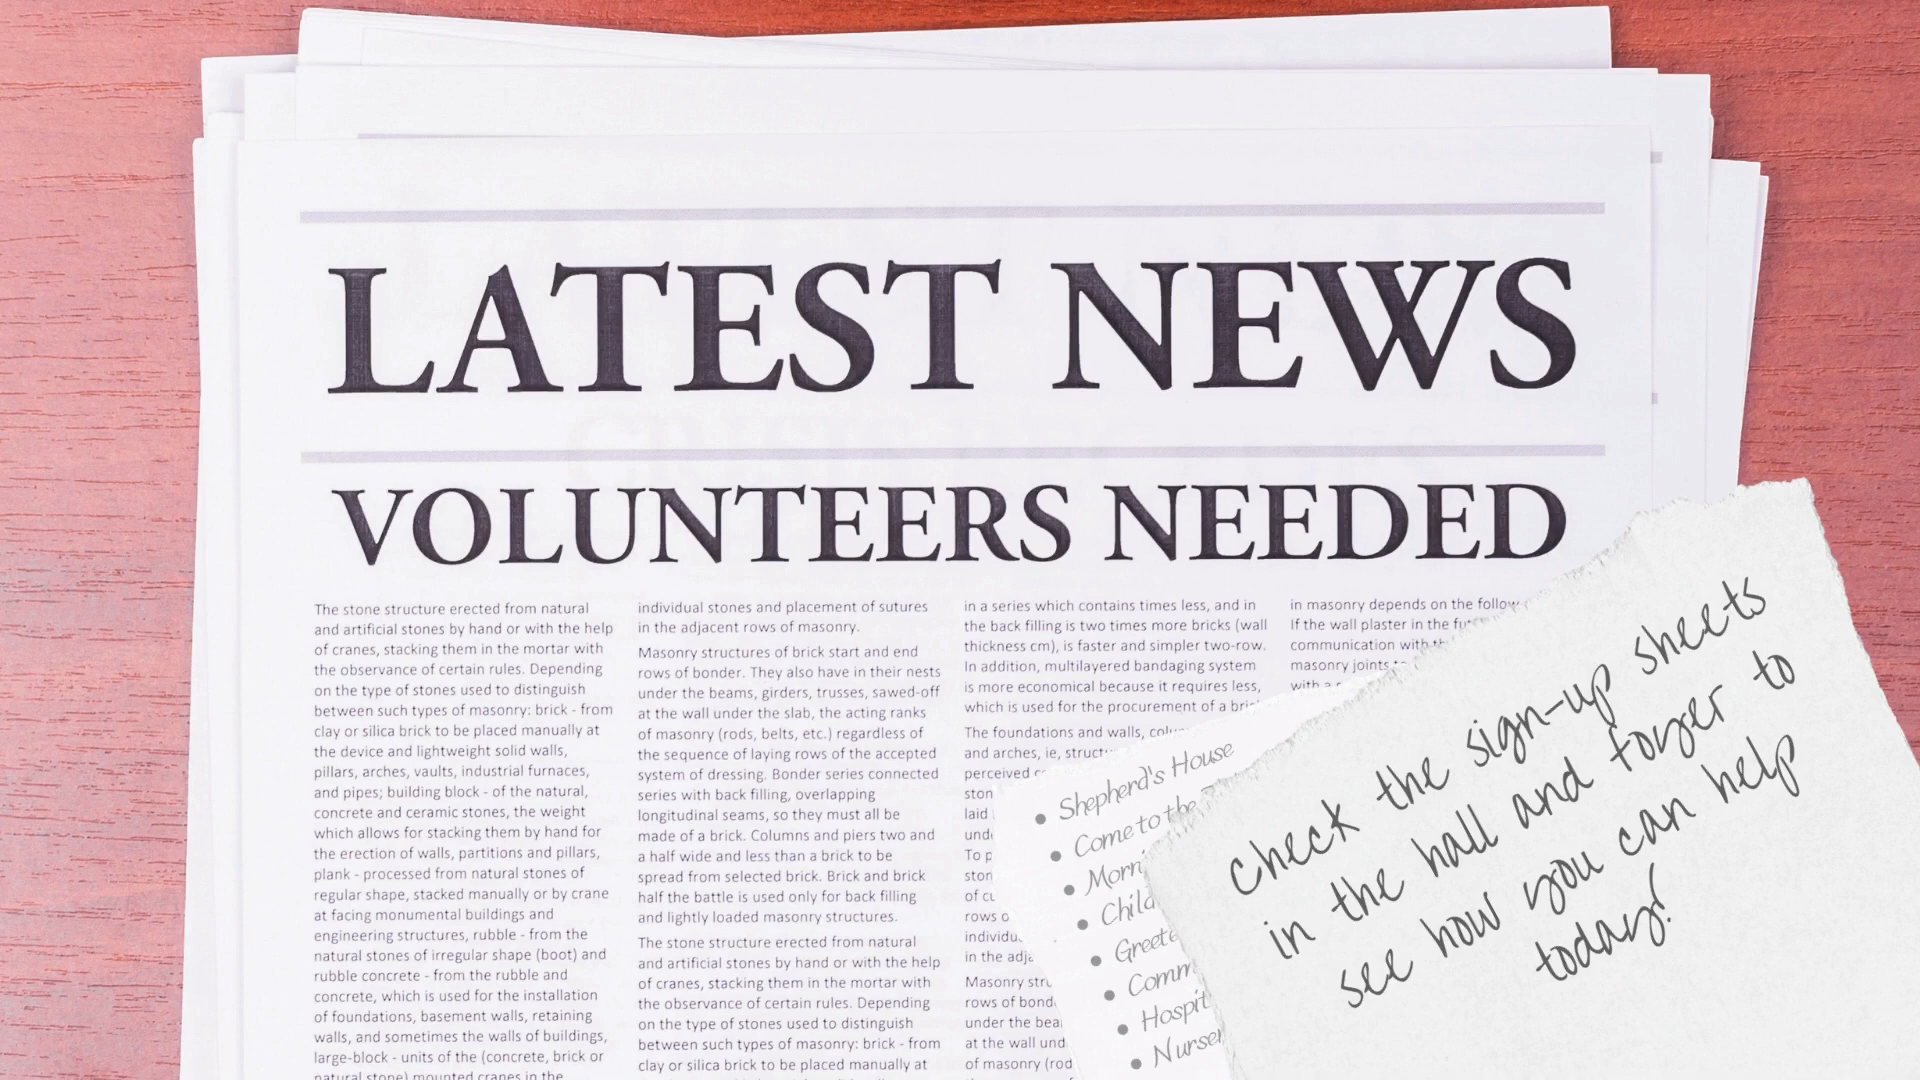 LATEST NEWS
VOLUNTEERS NEEDED
The stone structure erected from natural
and artificial stones by hand or with the help
of cranes, stacking them in the mortar with
the observance of certain rules. Depending
on the type of stones used to distinguish
between such types of masonry: brick - from
clay or silica brick to be placed manually at
the device and lightweight solid walls,
pillars, arches, vaults, industrial furnaces,
and pipes; building block - of the natural,
concrete and ceramic stones, the weight
which allows for stacking them by hand for
the erection of walls, partitions and pillars,
plank - processed from natural stones of
regular shape, stacked manually or by crane
at facing monumental buildings and
engineering structures, rubble - from the
natural stones of irregular shape (boot) and
rubble concrete - from the rubble and
concrete, which is used for the installation
of foundations, basement walls, retaining
walls, and sometimes the walls of buildings,
large-block - units of the (concrete, brick or
natural stone) mounted cranes in the
individual stones and placement of sutures
in the adjacent rows of masonry.
Masonry structures of brick start and end
rows of bonder. They also have in their nests
under the beams, girders, trusses, sawed-off
at the wall under the slab, the acting ranks
of masonry (rods, belts, etc.) regardless of
the sequence of laying rows of the accepted
system of dressing. Bonder series connected
series with back filling, overlapping
longitudinal seams, so they must all be
made of a brick. Columns and piers two and
a half wide and less than a brick to be
spread from selected brick. Brick and brick
half the battle is used only for back filling
and lightly loaded masonry structures.
The stone structure erected from natural
and artificial stones by hand or with the help
of cranes, stacking them in the mortar with
the observance of certain rules. Depending
on the type of stones used to distinguish
between such types of masonry: brick - from
clay or silica brick to be placed manually at
in a series which contains times less, and in
the back filling is two times more bricks (wall
thickness cm), is faster and simpler two-row.
In addition, multilayered bandaging system
is more economical because it requires less,
which is used for the procurement of a
The foundations and walls,
and arches, ie,
perceived
laid
To p
of
rows
in the
Masonry
rows of
under the
at the wall
of masonry (rod
in masonry depends on the
If the wall plaster in the
communication with
masonry joints
with
• Shepherd's House
• Come to the
• Morn
• Child
• Greete
• Comm
• Hospit
• Nurser
check the sign-up sheets
in the hall and foyer to
see how you can help
today!